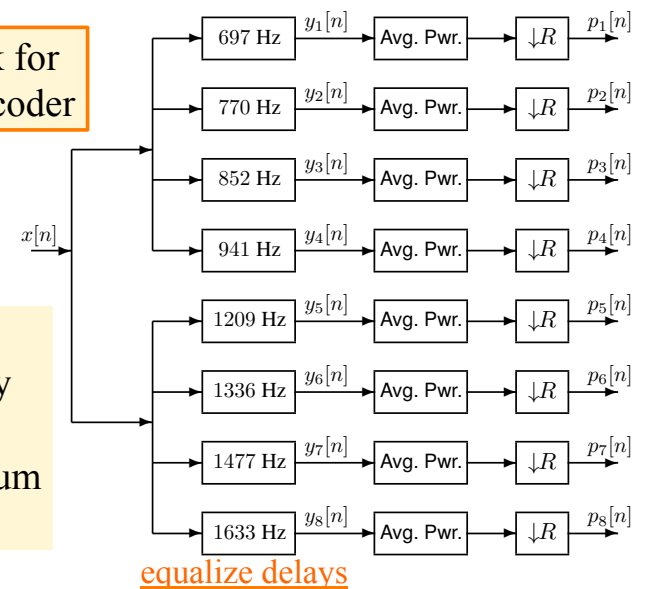 697 Hz y₁[n] Avg. Pwr. ↓R p₁[n]
k for
coder
770 Hz y₂[n] Avg. Pwr. ↓R p₂[n]
852 Hz y₃[n] Avg. Pwr. ↓R p₃[n]
x[n]
941 Hz y₄[n] Avg. Pwr. ↓R p₄[n]
1209 Hz y₅[n] Avg. Pwr. ↓R p₅[n]
y
1336 Hz y₆[n] Avg. Pwr. ↓R p₆[n]
um
1477 Hz y₇[n] Avg. Pwr. ↓R p₇[n]
1633 Hz y₈[n] Avg. Pwr. ↓R p₈[n]
equalize delays